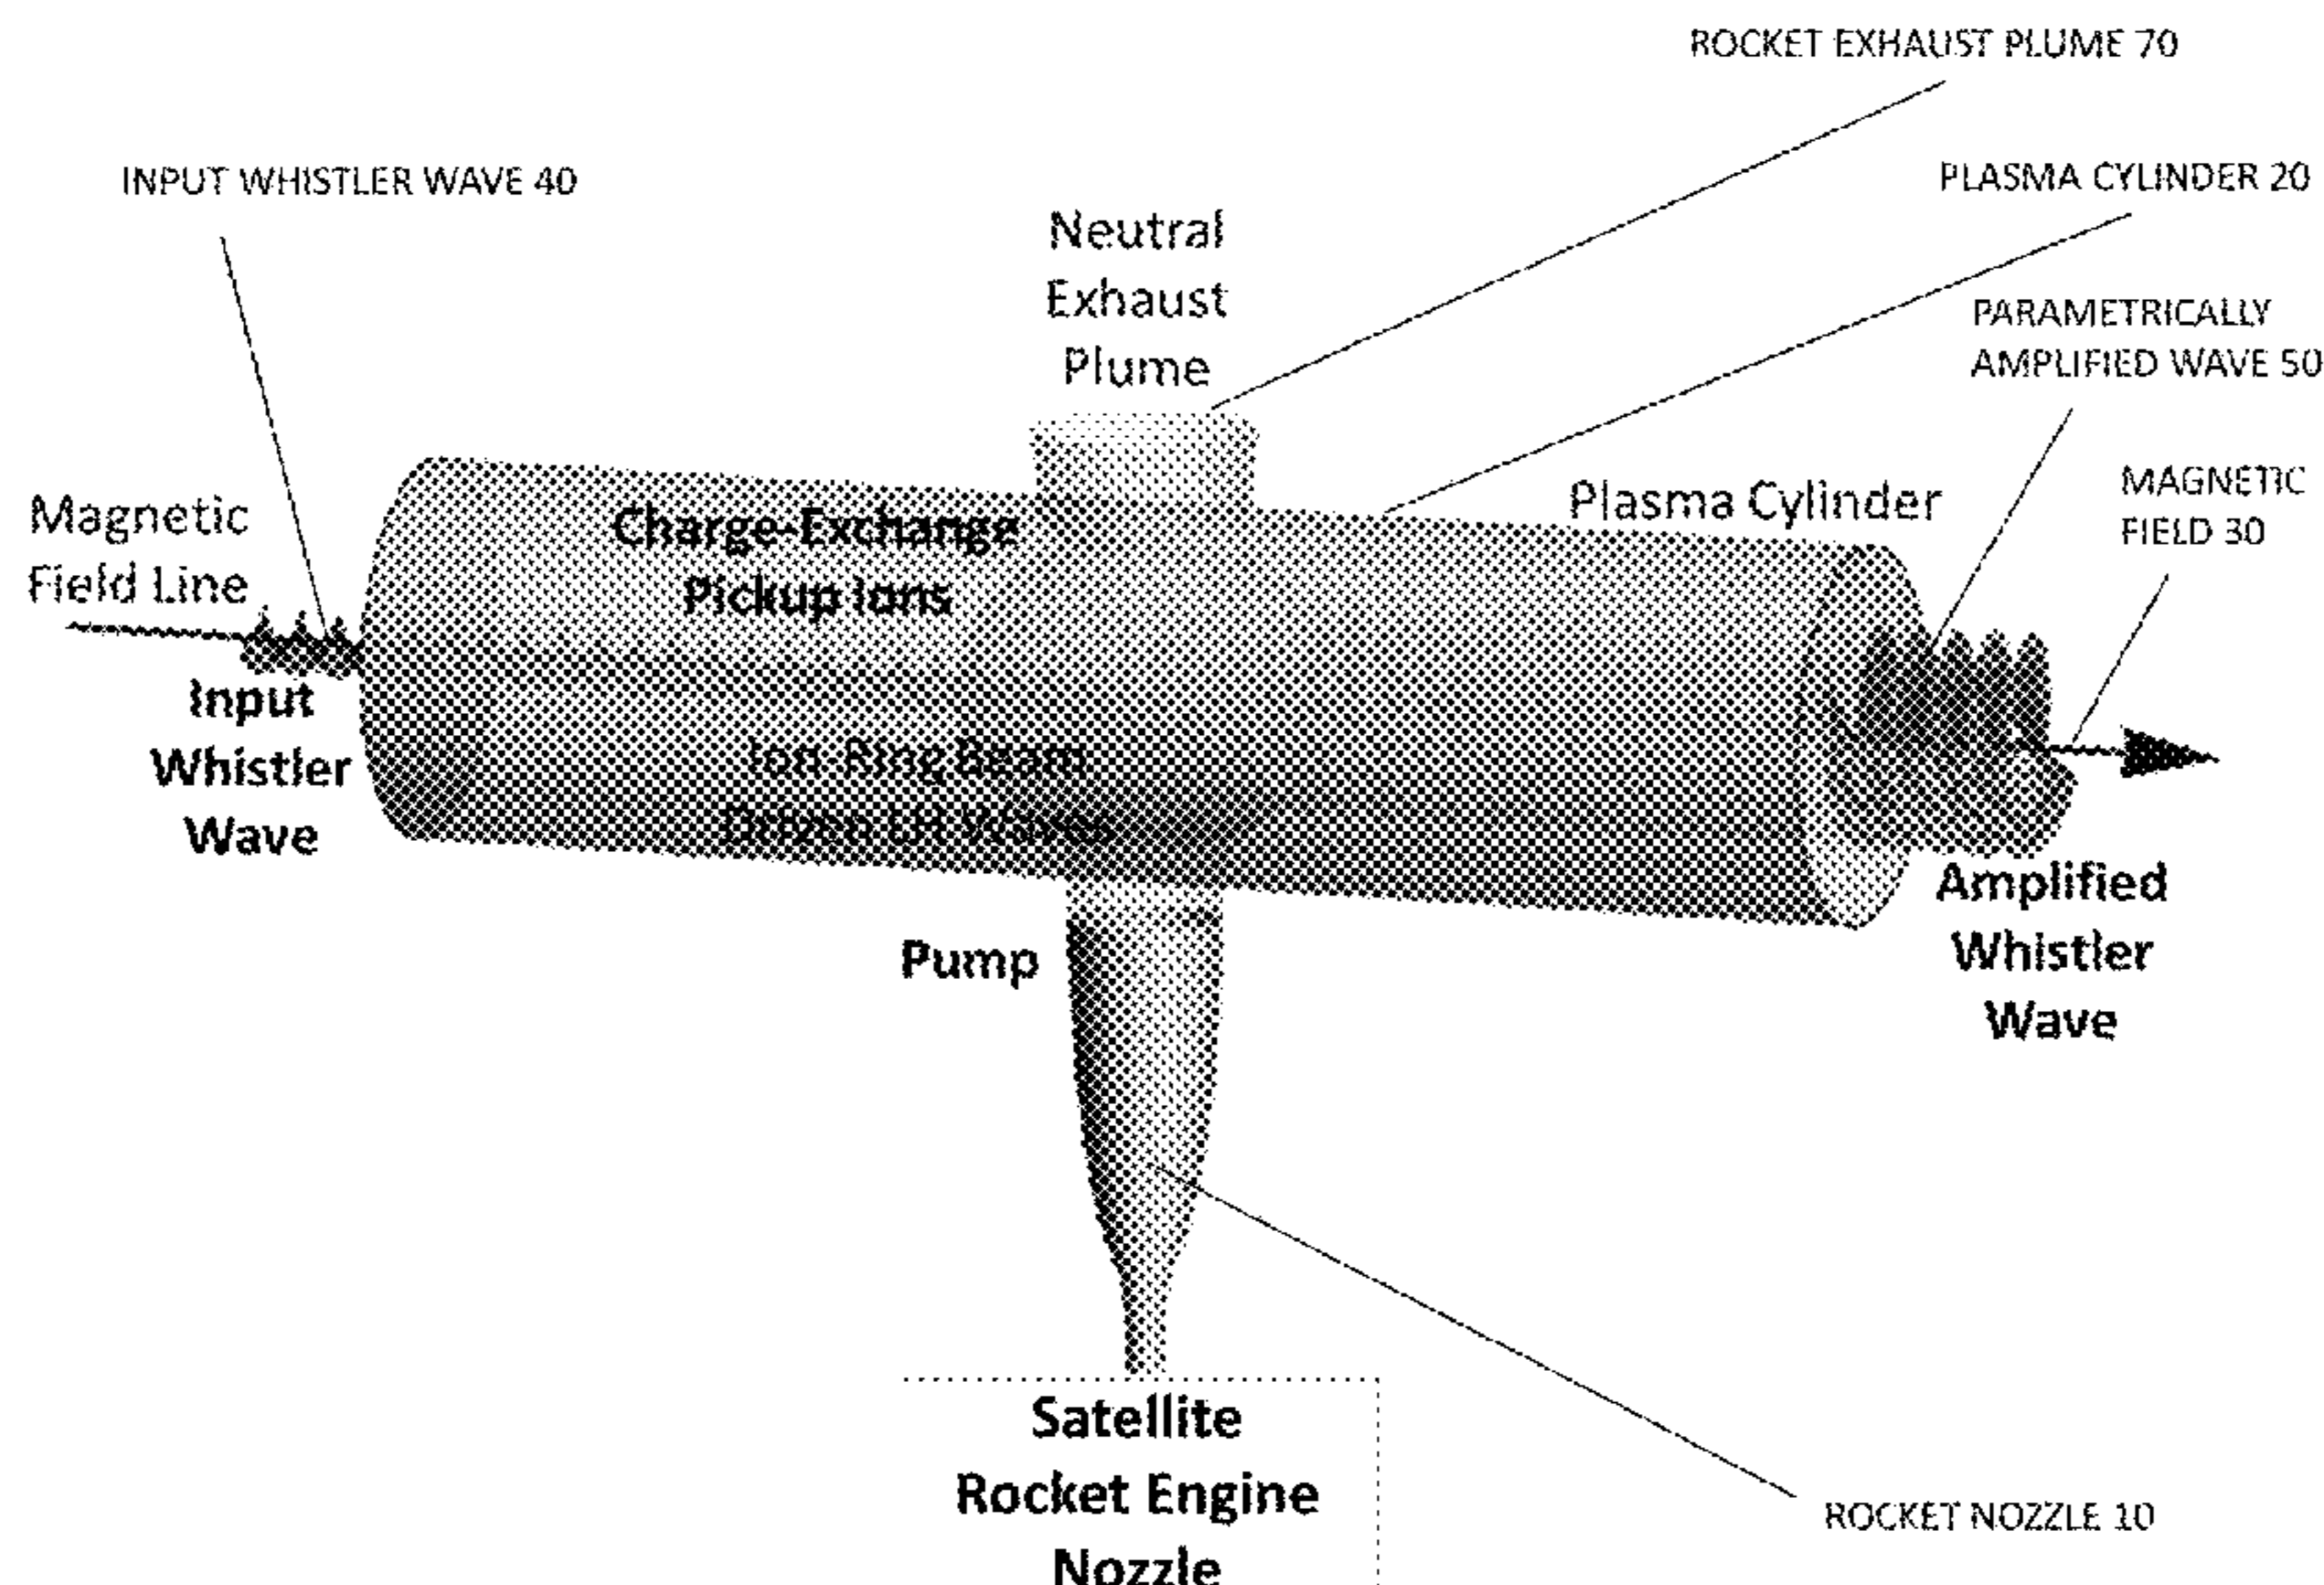 ROCKET EXHAUST PLUME 70
INPUT WHISTLER WAVE 40
PLASMA CYLINDER 20
Neutral
Exhaust
Plume
PARAMETRICALLY
AMPLIFIED WAVE 50
MAGNETIC
FIELD 30
Magnetic
Field Line
Plasma Cylinder
Charge-Exchange
Pickup Ions
Input
Whistler
Wave
Ion-Ring Beam
Driven LH Waves
Pump
Amplified
Whistler
Wave
Satellite
Rocket Engine
Nozzle
ROCKET NOZZLE 10